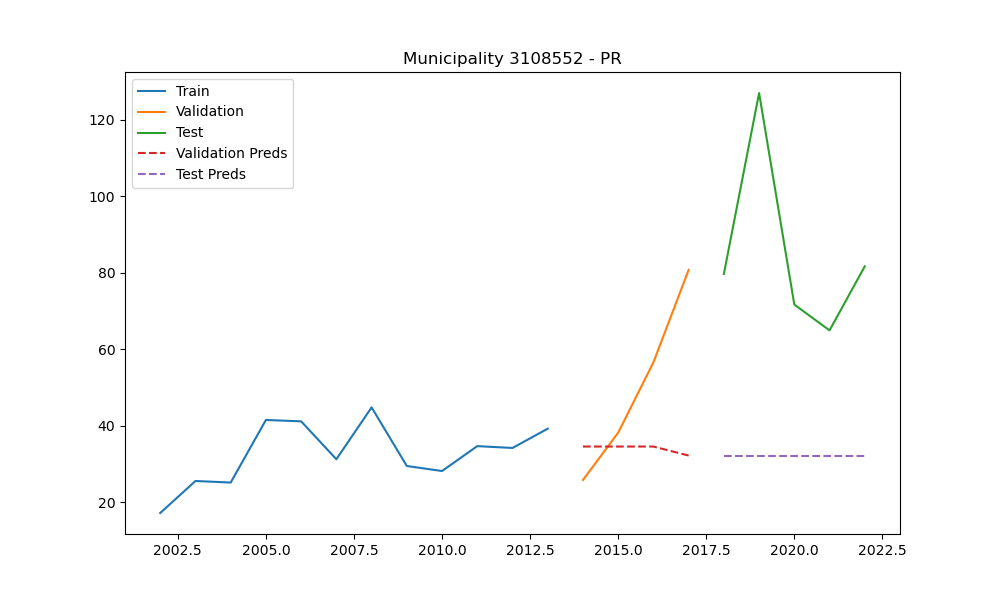 Municipality 3108552 - PR
Train
Validation
Test
Validation Preds
Test Preds
120
100
80
60
40
20
2002.5 2005.0 2007.5 2010.0 2012.5 2015.0 2017.5 2020.0 2022.5